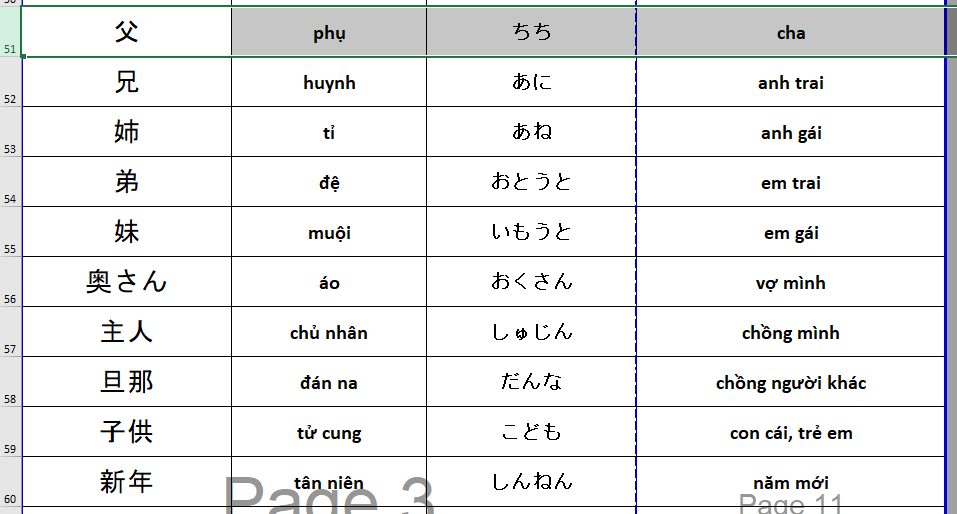 51 父 phụ ちち cha
52 兄 huynh あに anh trai
53 姉 tỉ あね anh gái
54 弟 đệ おとうと em trai
55 妹 muội いもうと em gái
56 奥さん áo おくさん vợ mình
57 主人 chủ nhân しゅじん chồng mình
58 旦那 đán na だんな chồng người khác
59 子供 tử cung こども con cái, trẻ em
60 新年 tân niên しんねん năm mới
Page 3 Page 11